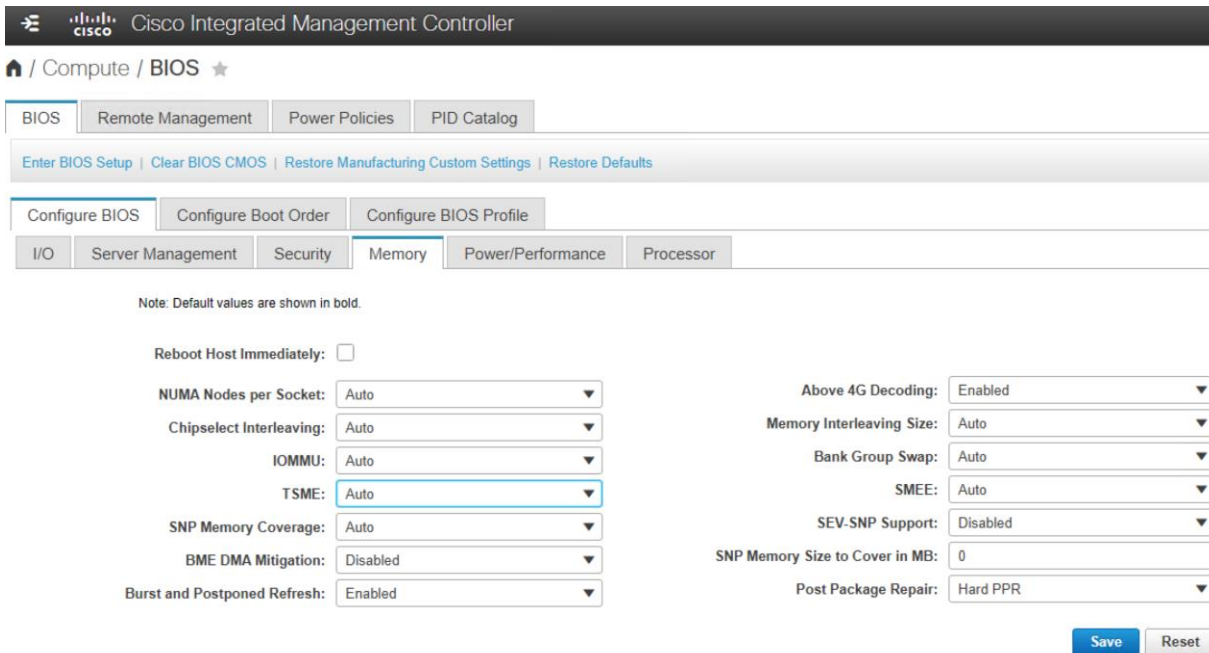 cisco Cisco Integrated Management Controller
/ Compute / BIOS
BIOS Remote Management Power Policies PID Catalog
Enter BIOS Setup | Clear BIOS CMOS | Restore Manufacturing Custom Settings | Restore Defaults
Configure BIOS Configure Boot Order Configure BIOS Profile
I/O Server Management Security Memory Power/Performance Processor
Note: Default values are shown in bold.
Reboot Host Immediately:
NUMA Nodes per Socket: Auto
Chipselect Interleaving: Auto
IOMMU: Auto
TSME: Auto
SNP Memory Coverage: Auto
BME DMA Mitigation: Disabled
Burst and Postponed Refresh: Enabled
Above 4G Decoding: Enabled
Memory Interleaving Size: Auto
Bank Group Swap: Auto
SMEE: Auto
SEV-SNP Support: Disabled
SNP Memory Size to Cover in MB: 0
Post Package Repair: Hard PPR
Save Reset